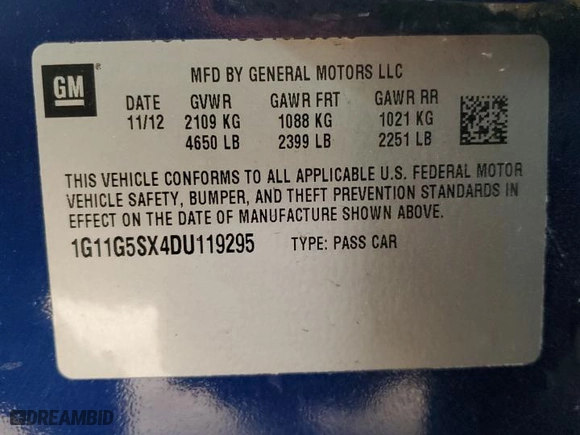 GM
MFD BY GENERAL MOTORS LLC
DATE GVWR GAWR FRT GAWR RR
11/12 2109 KG 1088 KG 1021 KG
4650 LB 2399 LB 2251 LB
THIS VEHICLE CONFORMS TO ALL APPLICABLE U.S. FEDERAL MOTOR
VEHICLE SAFETY, BUMPER, AND THEFT PREVENTION STANDARDS IN
EFFECT ON THE DATE OF MANUFACTURE SHOWN ABOVE.
1G11G5SX4DU119295 TYPE: PASS CAR
DREAMBID